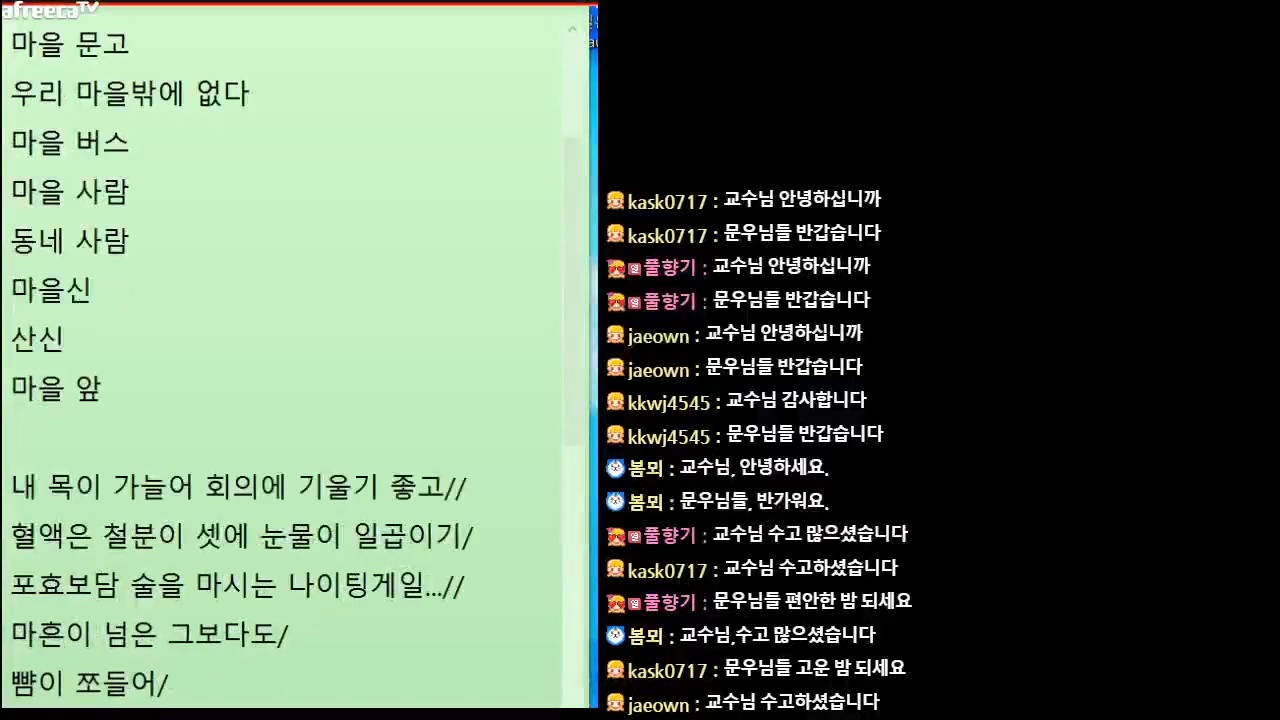 afreecaTV
마을 문고
우리 마을밖에 없다
마을 버스
마을 사람
동네 사람
마을신
산신
마을 앞
내 목이 가늘어 회의에 기울기 좋고//
혈액은 철분이 셋에 눈물이 일곱이기/
포효보담 술을 마시는 나이팅게일...//
마흔이 넘은 그보다도/
뺨이 쪼들어/
kask0717 : 교수님 안녕하십니까
kask0717 : 문우님들 반갑습니다
열 풀향기 : 교수님 안녕하십니까
열 풀향기 : 문우님들 반갑습니다
jaeown : 교수님 안녕하십니까
jaeown : 문우님들 반갑습니다
kkwj4545 : 교수님 감사합니다
kkwj4545 : 문우님들 반갑습니다
봄뫼 : 교수님, 안녕하세요.
봄뫼 : 문우님들, 반가워요.
열 풀향기 : 교수님 수고 많으셨습니다
kask0717 : 교수님 수고하셨습니다
열 풀향기 : 문우님들 편안한 밤 되세요
봄뫼 : 교수님,수고 많으셨습니다
kask0717 : 문우님들 고운 밤 되세요
jaeown : 교수님 수고하셨습니다